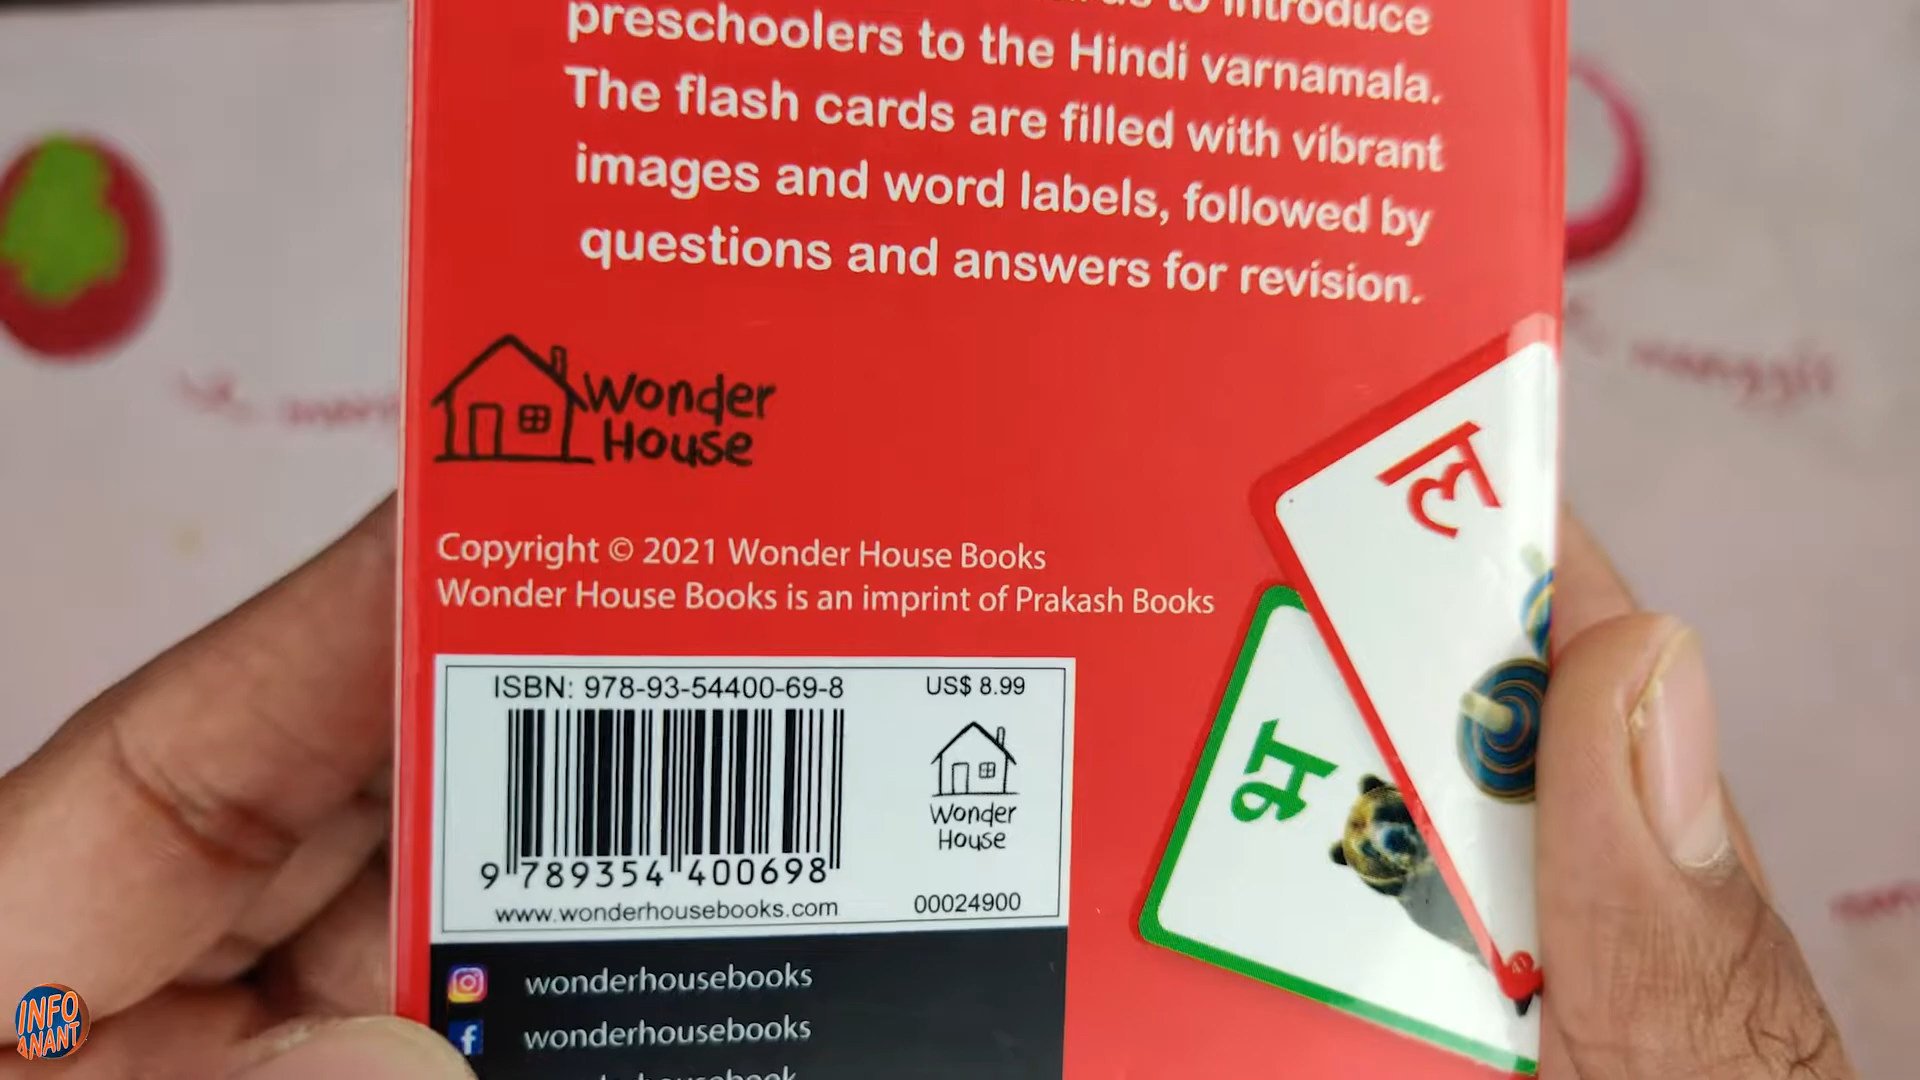 to introduce
preschoolers to the Hindi varnamala.
The flash cards are filled with vibrant
images and word labels, followed by
questions and answers for revision.
Wonder
House
Copyright © 2021 Wonder House Books
Wonder House Books is an imprint of Prakash Books
ISBN: 978-93-54400-69-8
US$ 8.99
9 789354 400698
Wonder
House
www.wonderhousebooks.com
00024900
wonderhousebooks
wonderhousebooks
ल
भ
41
INFO
ANANT